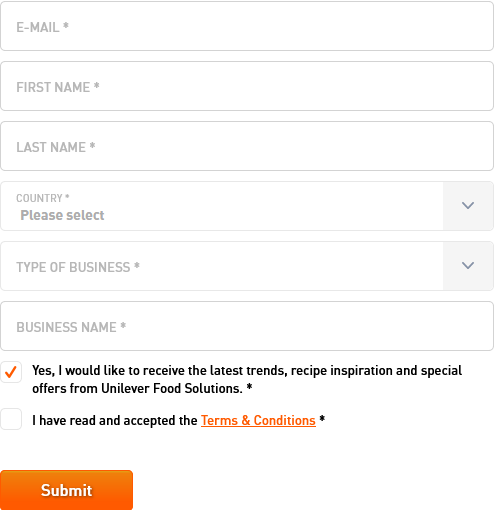 E-MAIL *
FIRST NAME *
LAST NAME *
COUNTRY *
Please select
TYPE OF BUSINESS *
BUSINESS NAME *
Yes, I would like to receive the latest trends, recipe inspiration and special
offers from Unilever Food Solutions. *
I have read and accepted the Terms & Conditions *
Submit